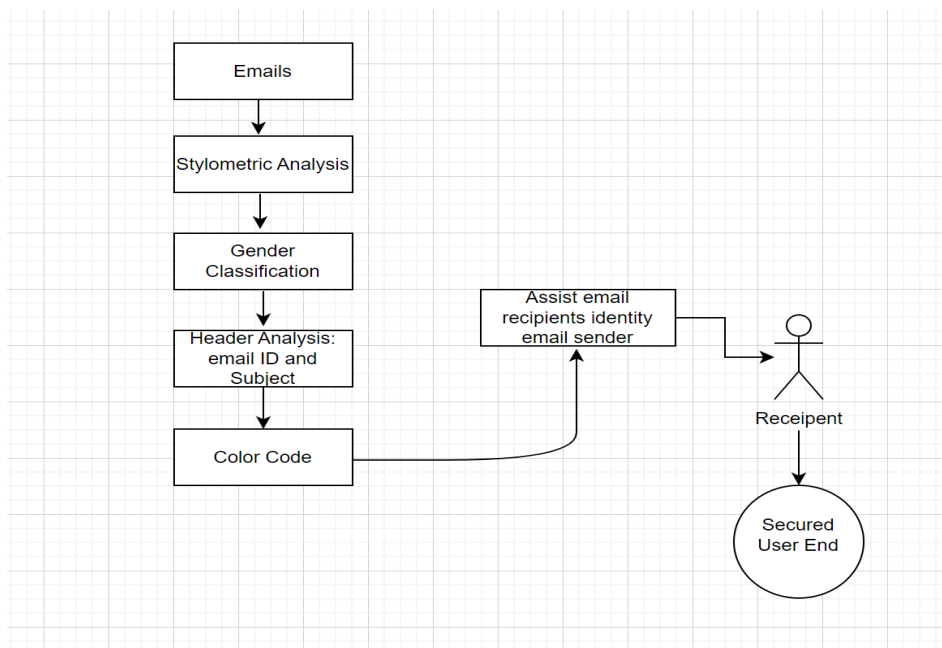 Emails
Stylometric Analysis
Gender
Classification
Header Analysis:
email ID and
Subject
Color Code
Assist email
recipients identity
email sender
Receipent
Secured
User End